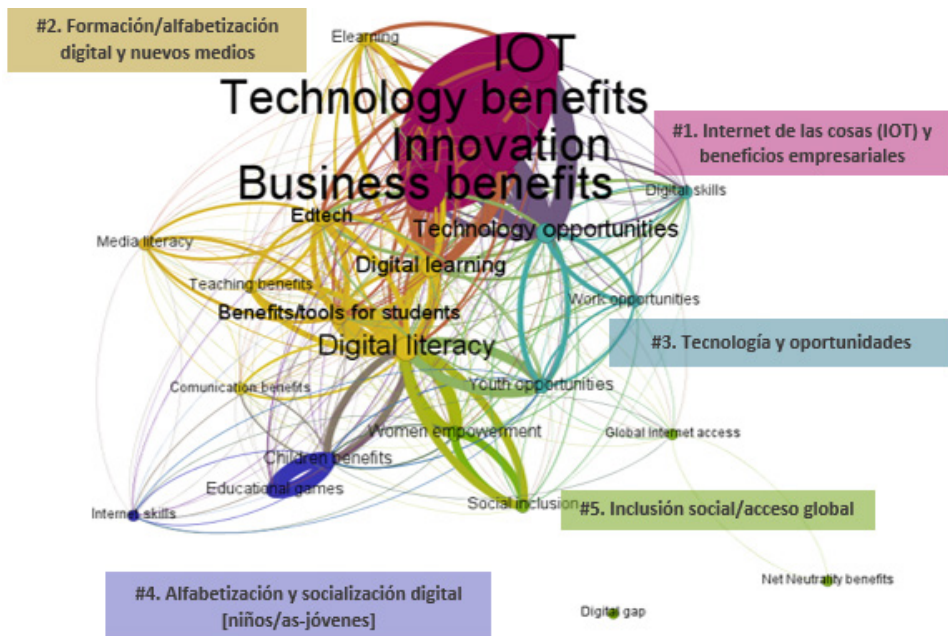 #2. Formación/alfabetización
digital y nuevos medios
Elearning
IOT
Technology benefits
Innovation
#1. Internet de las cosas (IOT) y
beneficios empresariales
Business benefits
Digital skills
Edtech
Technology opportunities
Media literacy
Digital learning
Teaching benefits
Work opportunities
Benefits/tools for students
#3. Tecnología y oportunidades
Digital literacy
Youth opportunities
Comunication benefits
Women empowerment
Global Internet access
Children benefits
Educational games
Social inclusion
#5. Inclusión social/acceso global
Internet skills
Net Neutrality benefits
#4. Alfabetización y socialización digital
[niños/as-jóvenes]
Digital gap